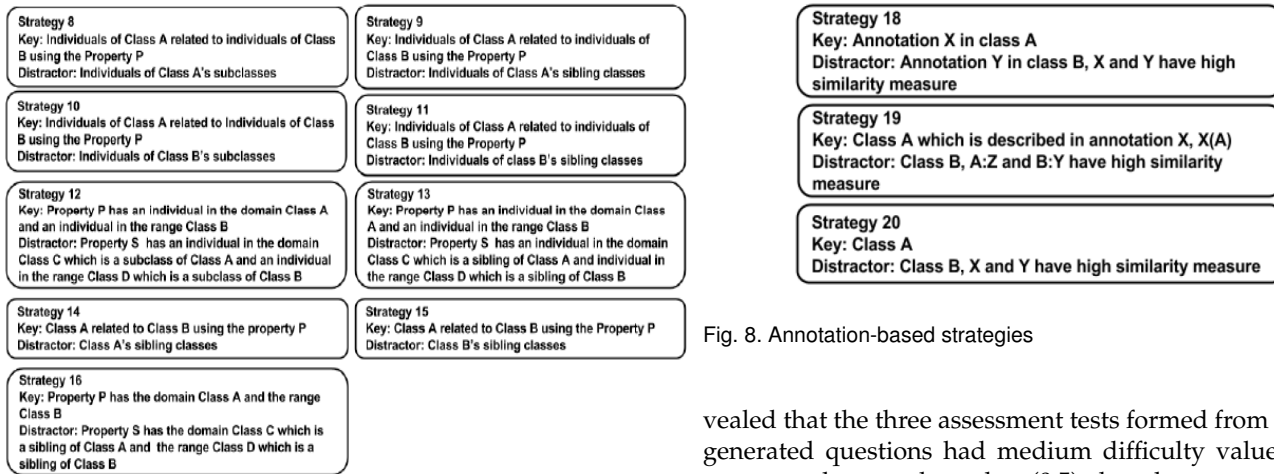 Strategy 8
Key: Individuals of Class A related to individuals of Class
B using the Property P
Distractor: Individuals of Class A's subclasses
Strategy 9
Key: Individuals of Class A related to individuals of
Class B using the Property P
Distractor: Individuals of Class A's sibling classes
Strategy 10
Key: Individuals of Class A related to Individuals of Class
B using the Property P
Distractor: Individuals of Class B's subclasses
Strategy 11
Key: Individuals of Class A related to individuals of
Class B using the Property P
Distractor: Individuals of class B's sibling classes
Strategy 12
Key: Property P has an individual in the domain Class A
and an individual in the range Class B
Distractor: Property S has an individual in the domain
Class C which is a subclass of Class A and an individual
in the range Class D which is a subclass of Class B
Strategy 13
Key: Property P has an individual in the domain Class
A and an individual in the range Class B
Distractor: Property S has an individual in the domain
Class C which is a sibling of Class A and individual in
the range Class D which is a sibling of Class B
Strategy 14
Key: Class A related to Class B using the property P
Distractor: Class A's sibling classes
Strategy 15
Key: Class A related to Class B using the Property P
Distractor: Class B's sibling classes
Strategy 16
Key: Property P has the domain Class A and the range
Class B
Distractor: Property S has the domain Class C which is
a sibling of Class A and the range Class D which is a
sibling of Class B
Strategy 18
Key: Annotation X in class A
Distractor: Annotation Y in class B, X and Y have high
similarity measure
Strategy 19
Key: Class A which is described in annotation X, X(A)
Distractor: Class B, A:Z and B:Y have high similarity
measure
Strategy 20
Key: Class A
Distractor: Class B, X and Y have high similarity measure
Fig. 8. Annotation-based strategies
vealed that the three assessment tests formed from
generated questions had medium difficulty value
(0.5)